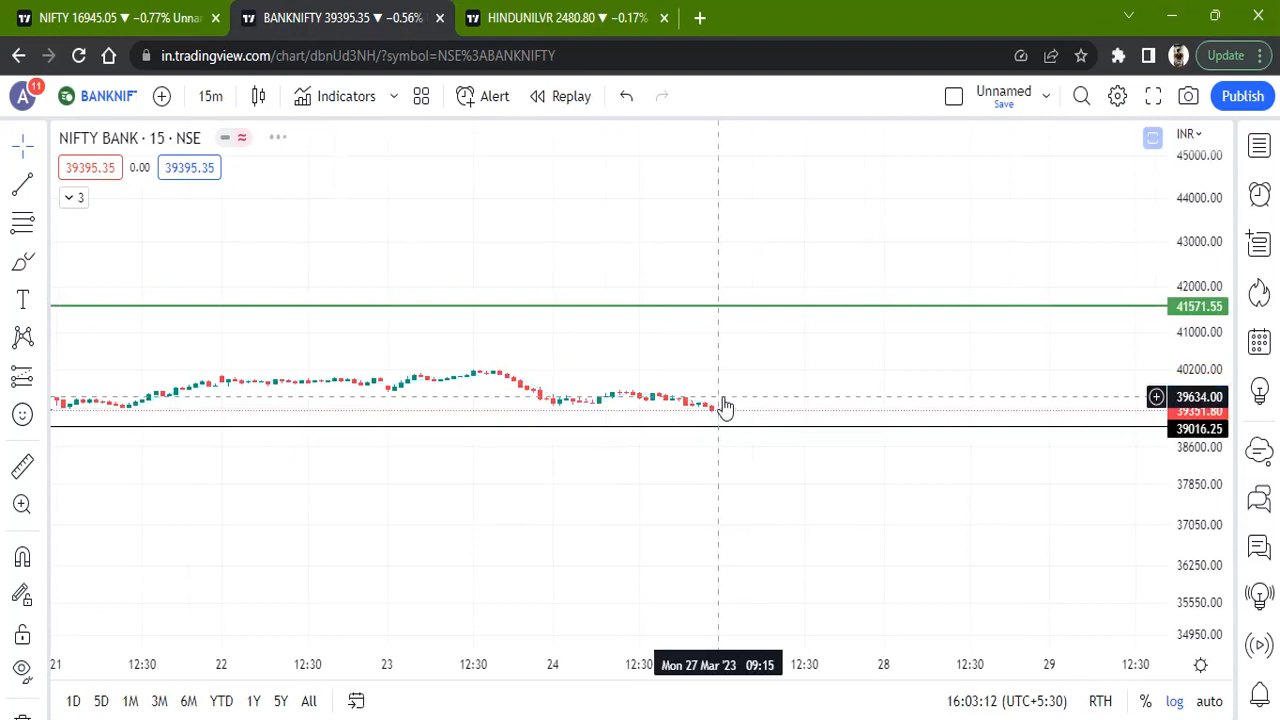 NIFTY 16945.05 ▼ −0.77% Unnar
BANKNIFTY 39395.35 ▼ −0.56%
HINDUNILVR 2480.80 ▼ −0.17%
in.tradingview.com/chart/dbnUd3NH/?symbol=NSE%3ABANKNIFTY
Update
A 11
BANKNIF
15m
Indicators
Alert
Replay
Unnamed
Save
Publish
NIFTY BANK · 15 · NSE
INR
39395.35 0.00 39395.35
3
45000.00
44000.00
43000.00
42000.00
41571.55
41000.00
40200.00
39634.00
39351.80
39016.25
38600.00
37850.00
37050.00
36250.00
35550.00
34950.00
21 12:30 22 12:30 23 12:30 24 12:30 Mon 27 Mar '23 09:15 12:30 28 12:30 29 12:30
1D 5D 1M 3M 6M YTD 1Y 5Y All
16:03:12 (UTC+5:30) RTH % log auto